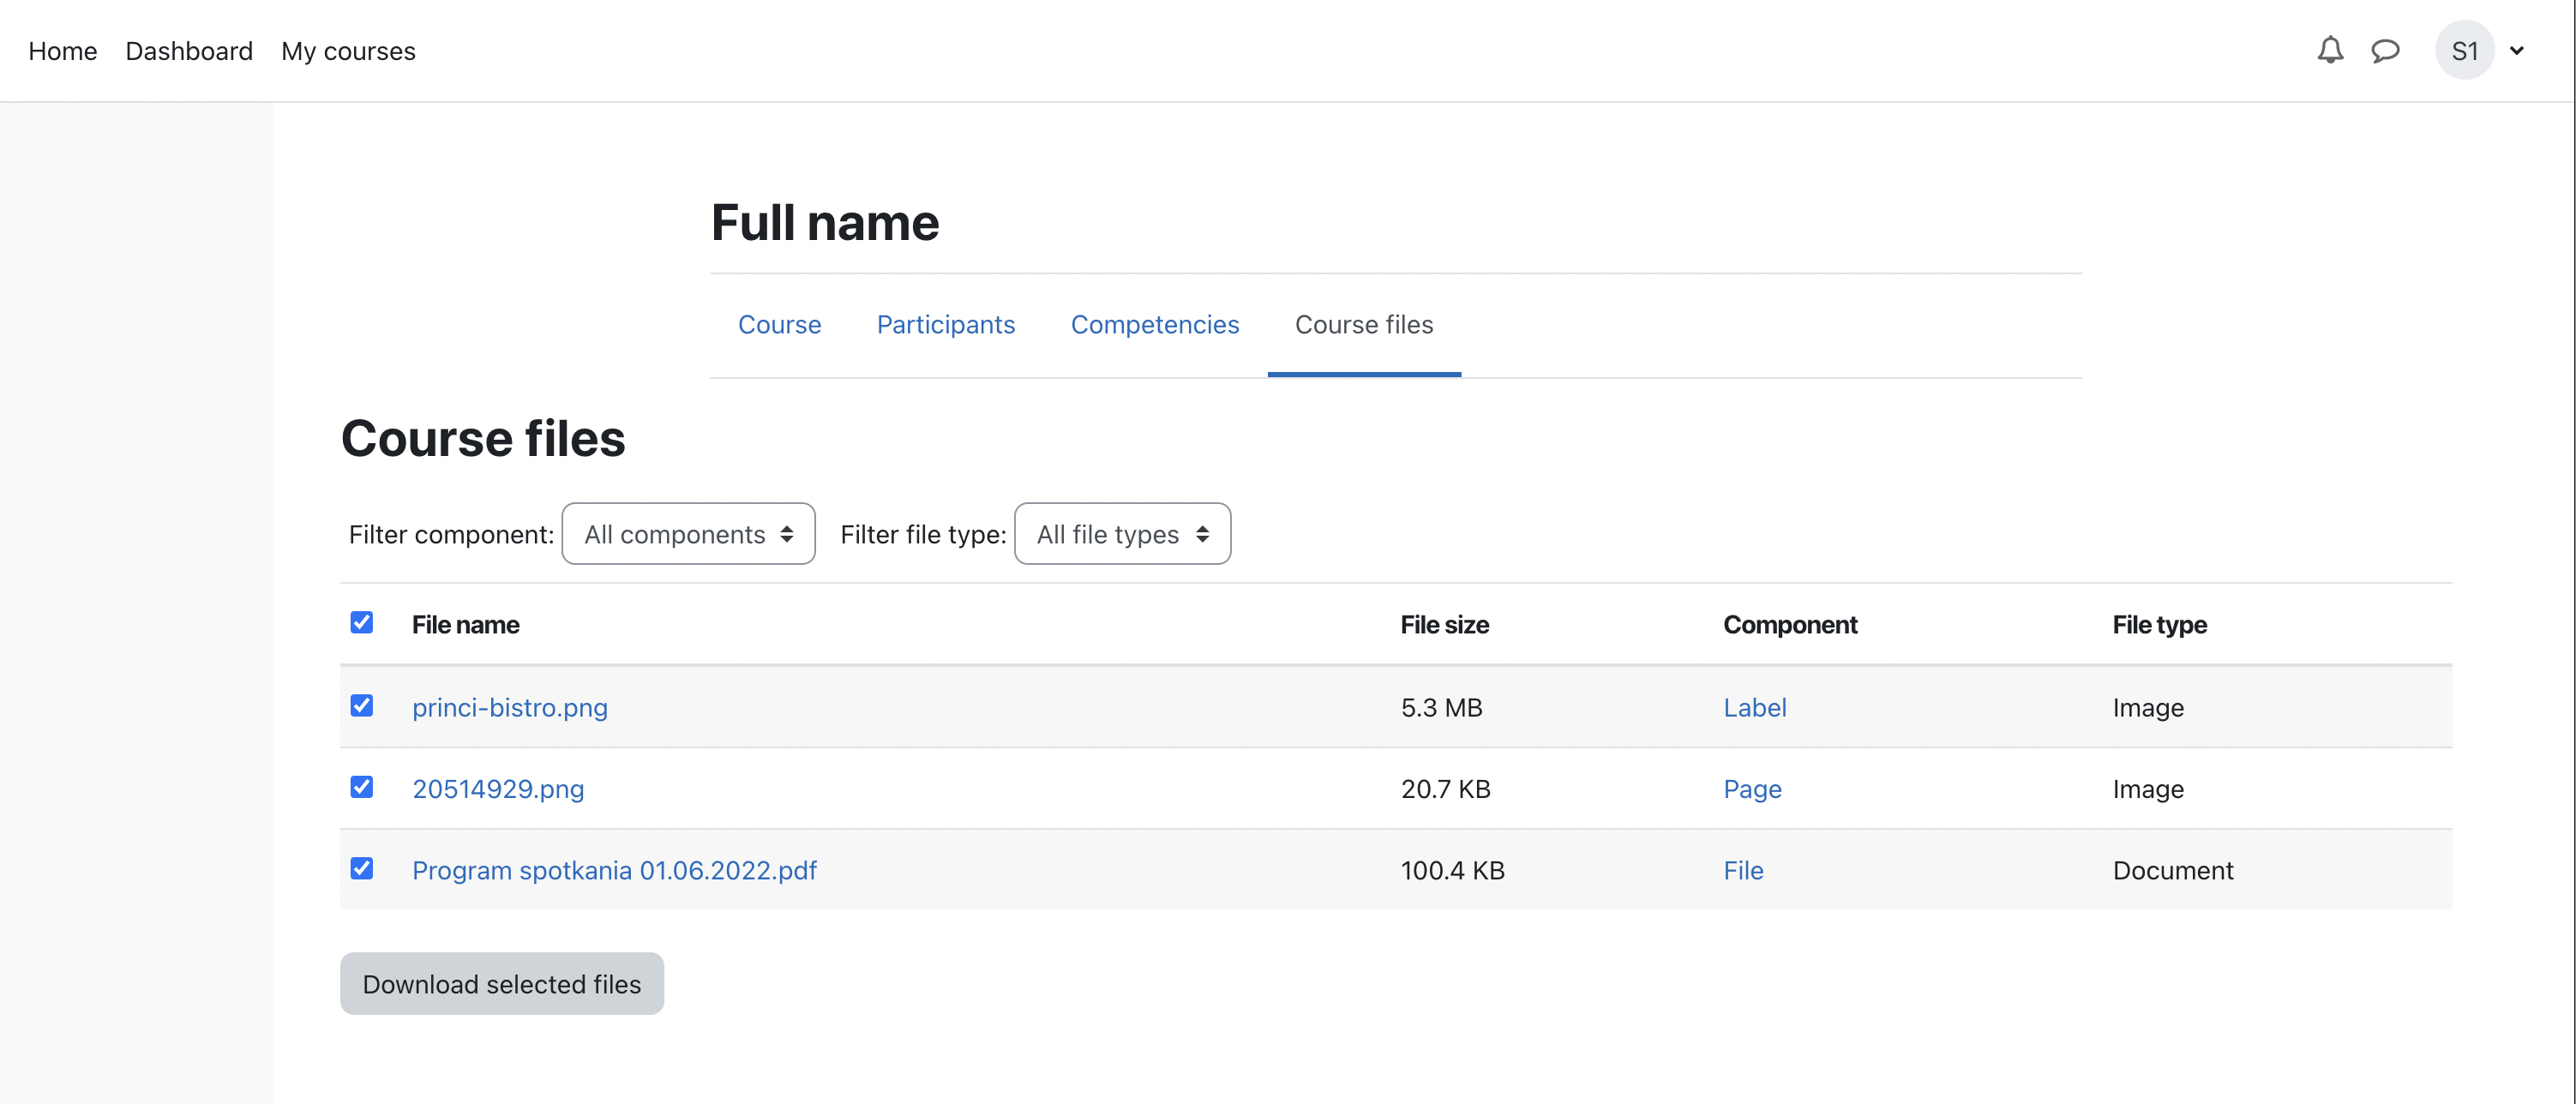 Home Dashboard My courses S1
Full name
Course Participants Competencies Course files
Course files
Filter component: All components Filter file type: All file types
File name File size Component File type
princi-bistro.png 5.3 MB Label Image
20514929.png 20.7 KB Page Image
Program spotkania 01.06.2022.pdf 100.4 KB File Document
Download selected files